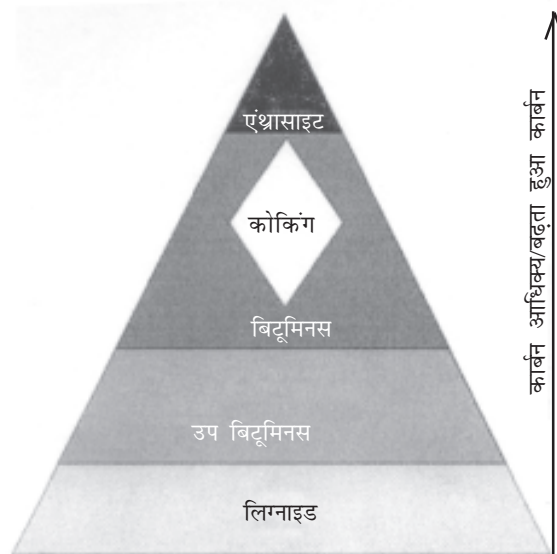 एंथ्रासाइट
कोकिंग
बिटूमिनस
उप बिटूमिनस
लिग्नाइड
कार्बन आधिक्य/बढ़ता हुआ कार्बन